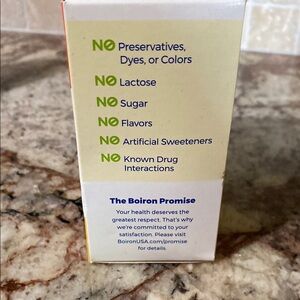 NO Preservatives,
Dyes, or Colors
NO Lactose
NO Sugar
NO Flavors
NO Artificial Sweeteners
NO Known Drug
Interactions
The Boiron Promise
Your health deserves the
greatest respect. That's why
we're committed to your
satisfaction. Please visit
BoironUSA.com/promise
for details.